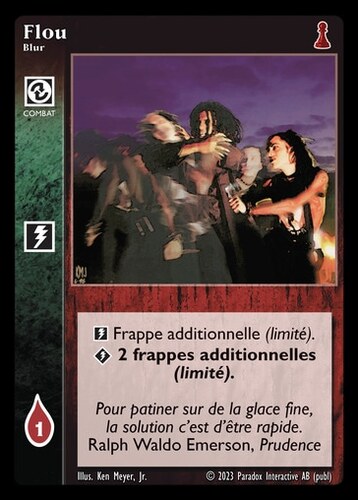 Flou
Blur
COMBAT
Frappe additionnelle (limité).
2 frappes additionnelles
(limité).
Pour patiner sur de la glace fine,
la solution c'est d'être rapide.
Ralph Waldo Emerson, Prudence
1
Illus. Ken Meyer, Jr.
© 2023 Paradox Interactive AB (publ)